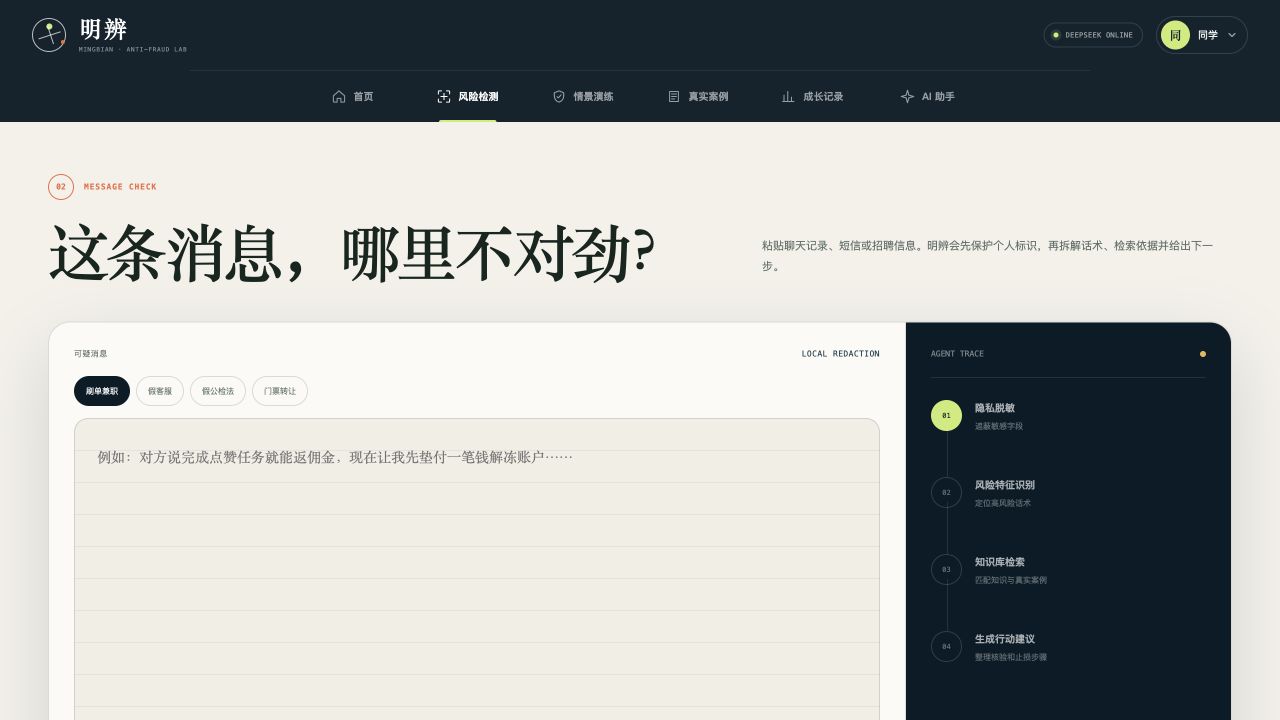 明辨
MINGBIAN · ANTI-FRAUD LAB
DEEPSEEK ONLINE
同
同学
首页
风险检测
情景演练
真实案例
成长记录
AI 助手
02
MESSAGE CHECK
这条消息，哪里不对劲?
粘贴聊天记录、短信或招聘信息。明辨会先保护个人标识，再拆解话术、检索依据并给出下一
步。
可疑消息
LOCAL REDACTION
刷单兼职
假客服
假公检法
门票转让
例如：对方说完成点赞任务就能返佣金，现在让我先垫付一笔钱解冻账户……
AGENT TRACE
01
隐私脱敏
遮蔽敏感字段
02
风险特征识别
定位高风险话术
03
知识库检索
匹配知识与真实案例
04
生成行动建议
整理核验和止损步骤